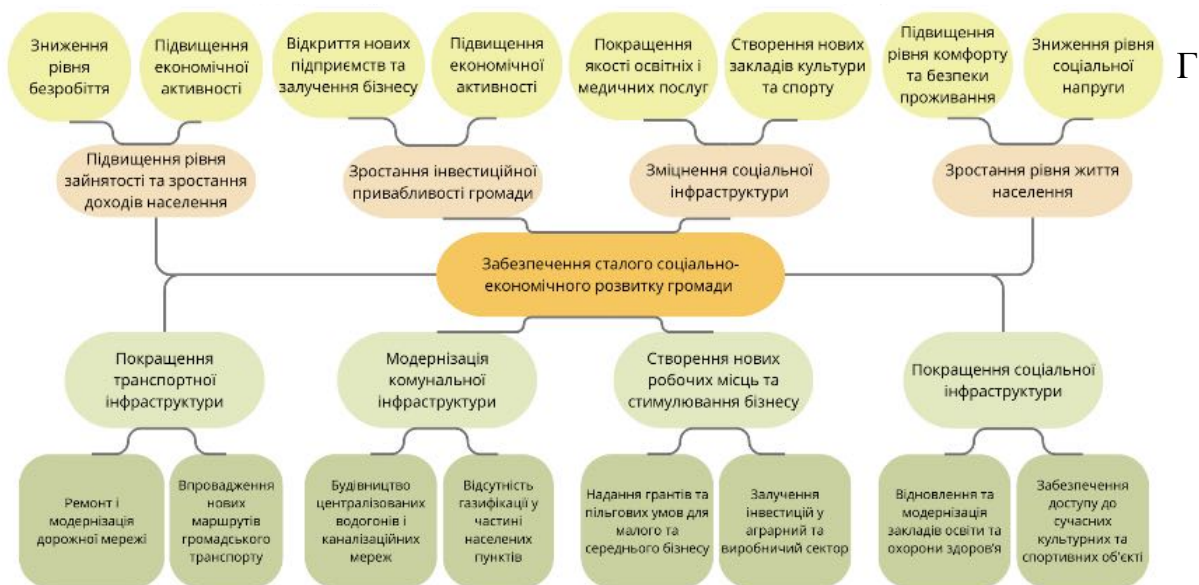 Зниження
рівня
безробіття
Підвищення
економічної
активності
Відкриття нових
підприємств та
залучення бізнесу
Підвищення
економічної
активності
Покращення
якості освітніх і
медичних послуг
Створення нових
закладів культури
та спорту
Підвищення
рівня комфорту
та безпеки
проживання
Зниження рівня
соціальної
напруги
Г
Підвищення рівня
зайнятості та зростання
доходів населення
Зростання інвестиційної
привабливості громади
Зміцнення соціальної
інфраструктури
Зростання рівня життя
населення
Забезпечення сталого соціально-
економічного розвитку громади
Покращення
транспортної
інфраструктури
Модернізація
комунальної
інфраструктури
Створення нових
робочих місць та
стимулювання бізнесу
Покращення соціальної
інфраструктури
Ремонт і
модернізація
дорожної мережі
Впровадження
нових
маршрутів
громадського
транспорту
Будівництво
централізованих
водогонів і
каналізаційних
мереж
Відсутність
газифікації у
частині
населених
пунктів
Надання грантів та
пільгових умов для
малого та
середнього бізнесу
Залучення
інвестицій у
аграрний та
виробничий сектор
Відновлення та
модернізація
закладів освіти та
охорони здоров'я
Забезпечення
доступу до
сучасних
культурних та
спортивних об'єкті